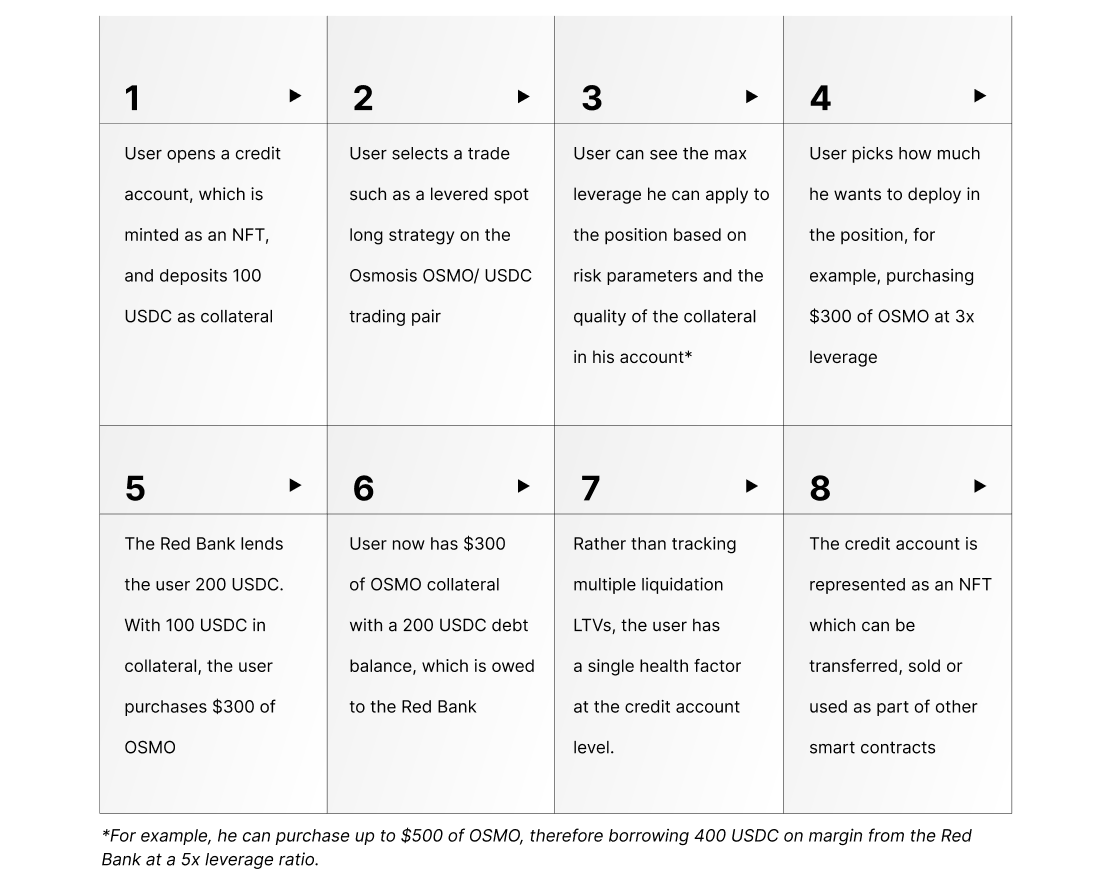 1
User opens a credit
account, which is
minted as an NFT,
and deposits 100
USDC as collateral
2
User selects a trade
such as a levered spot
long strategy on the
Osmosis OSMO/ USDC
trading pair
3
User can see the max
leverage he can apply to
the position based on
risk parameters and the
quality of the collateral
in his account*
4
User picks how much
he wants to deploy in
the position, for
example, purchasing
$300 of OSMO at 3x
leverage
5
The Red Bank lends
the user 200 USDC.
With 100 USDC in
collateral, the user
purchases $300 of
OSMO
6
User now has $300
of OSMO collateral
with a 200 USDC debt
balance, which is owed
to the Red Bank
7
Rather than tracking
multiple liquidation
LTVs, the user has
a single health factor
at the credit account
level.
8
The credit account is
represented as an NFT
which can be
transferred, sold or
used as part of other
smart contracts
*For example, he can purchase up to $500 of OSMO, therefore borrowing 400 USDC on margin from the Red
Bank at a 5x leverage ratio.